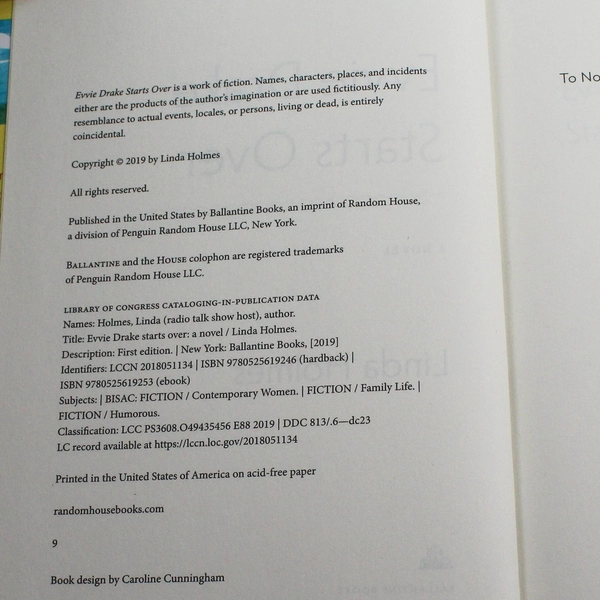 Evvie Drake Starts Over is a work of fiction. Names, characters, places, and incidents
either are the products of the author's imagination or are used fictitiously. Any
resemblance to actual events, locales, or persons, living or dead, is entirely
coincidental.
Copyright © 2019 by Linda Holmes
All rights reserved.
Published in the United States by Ballantine Books, an imprint of Random House,
a division of Penguin Random House LLC, New York.
BALLANTINE and the HOUSE colophon are registered trademarks
of Penguin Random House LLC.
LIBRARY OF CONGRESS CATALOGING-IN-PUBLICATION DATA
Names: Holmes, Linda (radio talk show host), author.
Title: Evvie Drake starts over: a novel / Linda Holmes.
Description: First edition. | New York: Ballantine Books, [2019]
Identifiers: LCCN 2018051134 | ISBN 9780525619246 (hardback) |
ISBN 9780525619253 (ebook)
Subjects: | BISAC: FICTION / Contemporary Women. | FICTION / Family Life. |
FICTION / Humorous.
Classification: LCC PS3608.O49435456 E88 2019 | DDC 813/.6—dc23
LC record available at https://lccn.loc.gov/2018051134
Printed in the United States of America on acid-free paper
randomhousebooks.com
9
Book design by Caroline Cunningham
To No